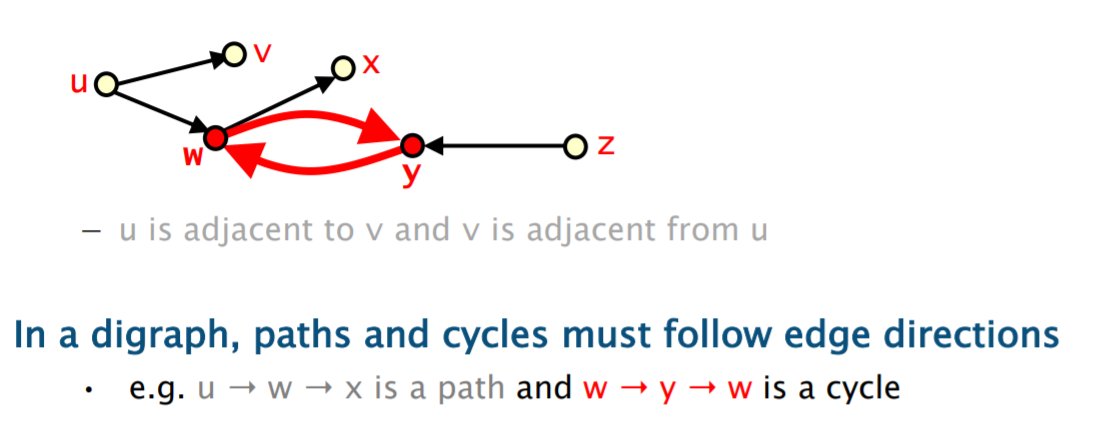 v
x
u
z
w
y
– u is adjacent to v and v is adjacent from u
In a digraph, paths and cycles must follow edge directions
• e.g. u → w → x is a path and w → y → w is a cycle